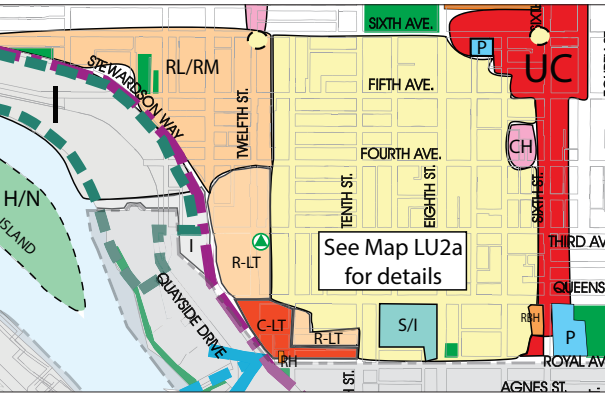 SIXTH AVE.
SIXTH
P
UC
I
STEWARDSON WAY
RL/RM
TWELFTH ST.
FIFTH AVE.
FOURTH AVE.
CH
H/N
ISLAND
TENTH ST.
EIGHTH ST.
SIXTH ST.
I
R-LT
See Map LU2a
for details
THIRD AV
QUEENS
QUAYSIDE DRIVE
C-LT
R-LT
S/I
RBH
P
RH
ROYAL AV
H ST.
AGNES ST.